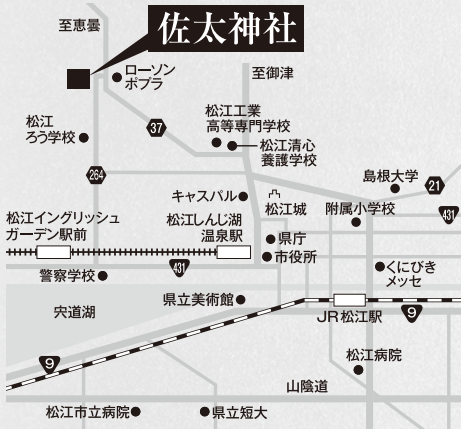 至恵曇
佐太神社
ローソン
ポプラ
至御津
松江工業
高等専門学校
松江
ろう学校
37
松江清心
養護学校
264
島根大学
21
キャスパル
松江城
附属小学校
431
松江イングリッシュ
ガーデン駅前
松江しんじ湖
温泉駅
県庁
市役所
431
警察学校
くにびき
メッセ
宍道湖
県立美術館
JR松江駅
9
9
松江病院
山陰道
松江市立病院
県立短大